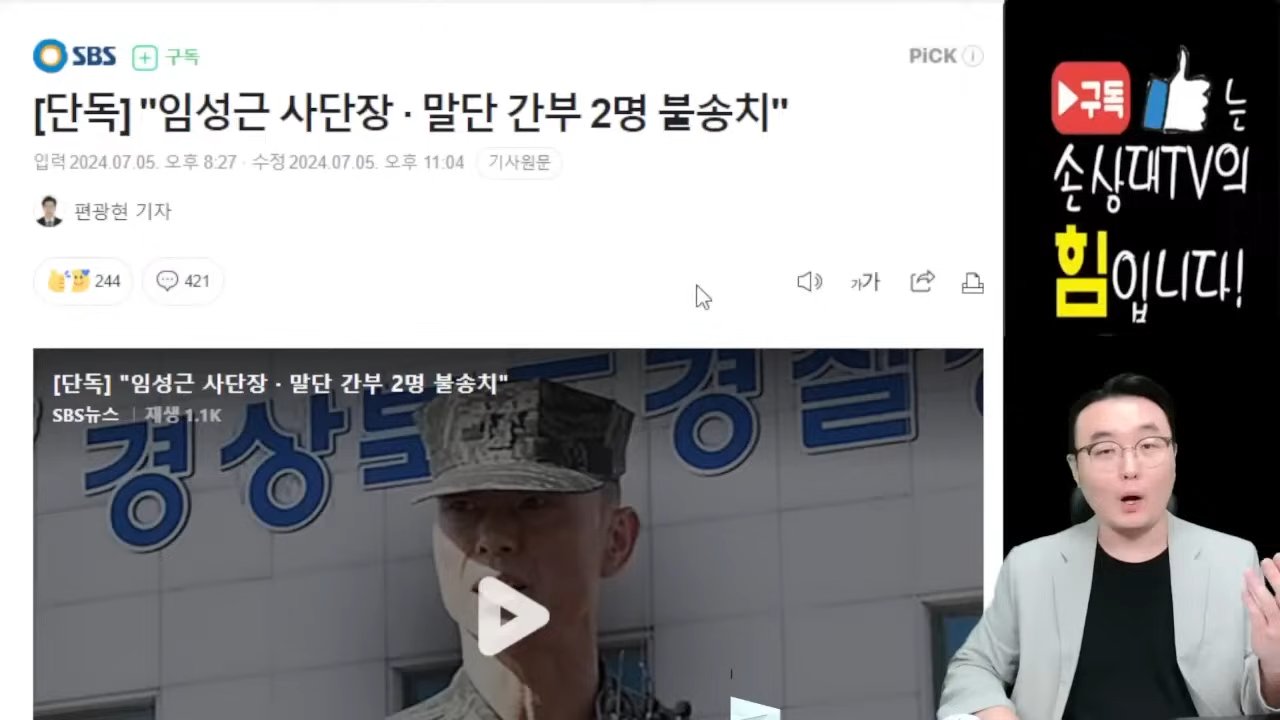 SBS 구독
PiCK
[단독] "임성근 사단장 · 말단 간부 2명 불송치"
입력 2024.07.05. 오후 8:27 · 수정 2024.07.05. 오후 11:04 기사원문
편광현 기자
244 421
가가
[단독] "임성근 사단장 · 말단 간부 2명 불송치"
SBS뉴스 재생 1.1K
경상 경찰
구독 는
손상대TV의
힘입니다!